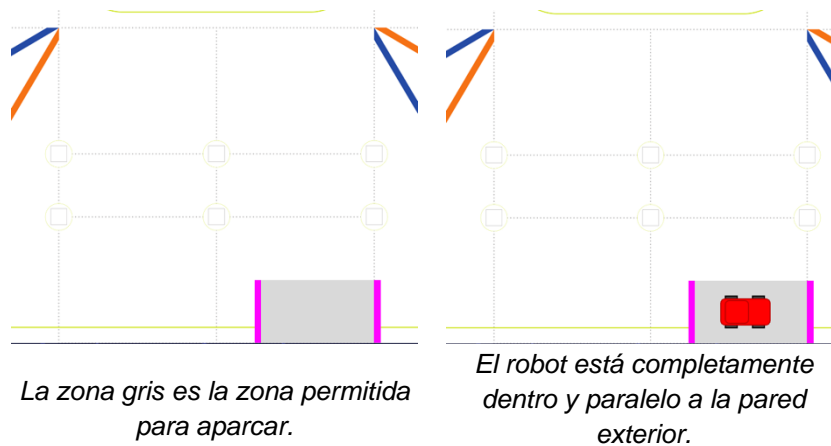 La zona gris es la zona permitida
para aparcar.
El robot está completamente
dentro y paralelo a la pared
exterior.